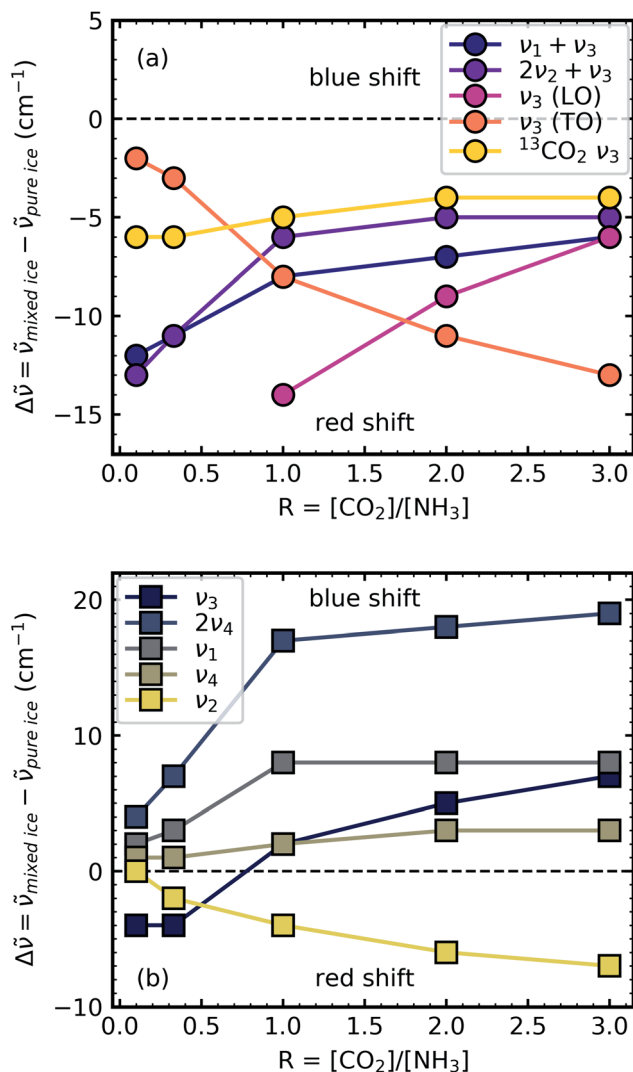 5
0
−5
−10
−15
(a)
blue shift
red shift
ν₁ + ν₃
2ν₂ + ν₃
ν₃ (LO)
ν₃ (TO)
¹³CO₂ ν₃
Δν̃ = ν̃mixed ice − ν̃pure ice (cm⁻¹)
0.0 0.5 1.0 1.5 2.0 2.5 3.0
R = [CO₂]/[NH₃]
20
10
0
−10
ν₃
2ν₄
ν₁
ν₄
ν₂
blue shift
(b)
red shift
Δν̃ = ν̃mixed ice − ν̃pure ice (cm⁻¹)
0.0 0.5 1.0 1.5 2.0 2.5 3.0
R = [CO₂]/[NH₃]